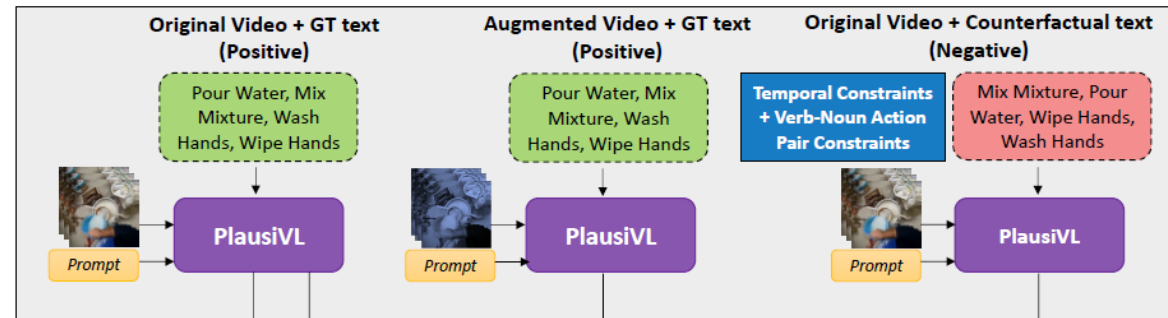 Original Video + GT text
(Positive)
Pour Water, Mix
Mixture, Wash
Hands, Wipe Hands
Prompt
PlausiVL
Augmented Video + GT text
(Positive)
Pour Water, Mix
Mixture, Wash
Hands, Wipe Hands
Prompt
PlausiVL
Original Video + Counterfactual text
(Negative)
Temporal Constraints
+ Verb-Noun Action
Pair Constraints
Mix Mixture, Pour
Water, Wipe Hands,
Wash Hands
Prompt
PlausiVL